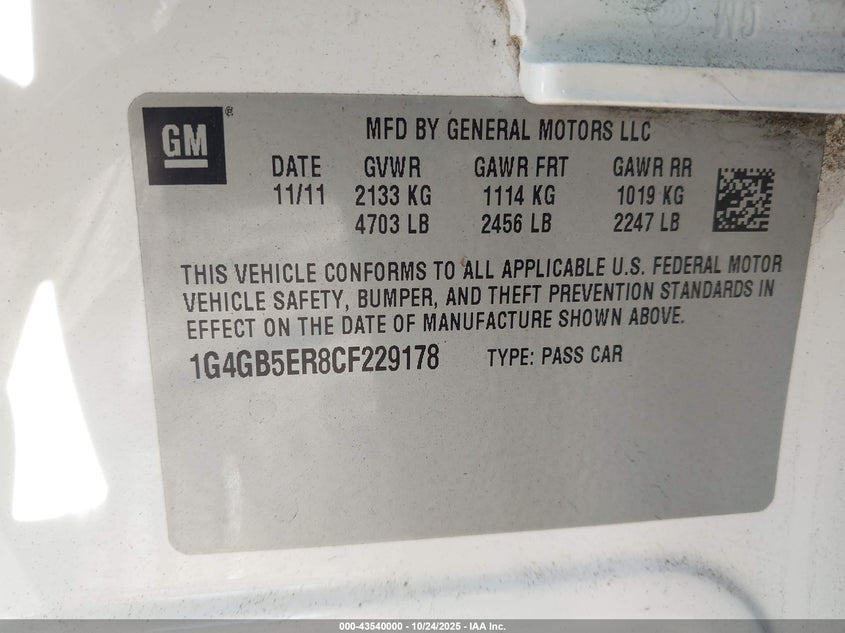 GM
GM ®
MFD BY GENERAL MOTORS LLC
DATE GVWR GAWR FRT GAWR RR
11/11 2133 KG 1114 KG 1019 KG
4703 LB 2456 LB 2247 LB
THIS VEHICLE CONFORMS TO ALL APPLICABLE U.S. FEDERAL MOTOR
VEHICLE SAFETY, BUMPER, AND THEFT PREVENTION STANDARDS IN
EFFECT ON THE DATE OF MANUFACTURE SHOWN ABOVE.
1G4GB5ER8CF229178 TYPE: PASS CAR
000-43540000 - 10/24/2025 - IAA Inc.